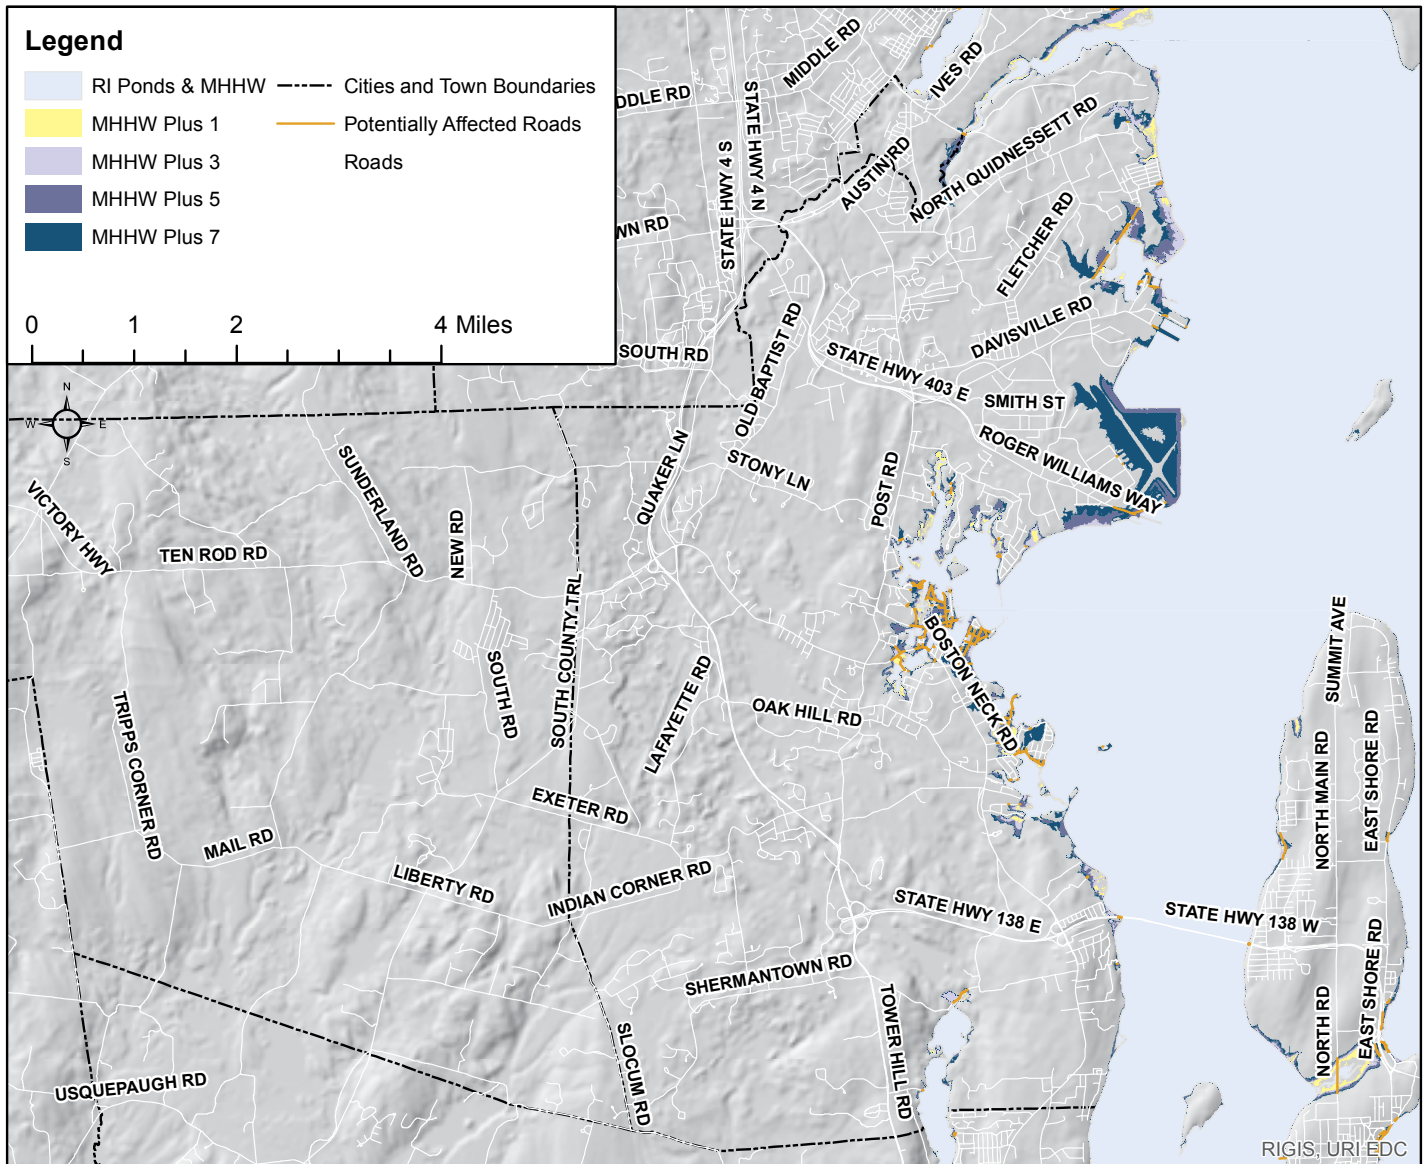 Legend
RI Ponds & MHHW
MHHW Plus 1
MHHW Plus 3
MHHW Plus 5
MHHW Plus 7
Cities and Town Boundaries
Potentially Affected Roads
Roads
0 1 2 4 Miles
N
W E
S
MIDDLE RD
IVES RD
DDLE RD
STATE HWY 4 N
STATE HWY 4 S
AUSTIN RD
NORTH QUIDNESSETT RD
WN RD
FLETCHER RD
DAVISVILLE RD
OLD BAPTIST RD
SOUTH RD
STATE HWY 403 E
SMITH ST
ROGER WILLIAMS WAY
QUAKER LN
STONY LN
POST RD
SUNDERLAND RD
VICTORY HWY
TEN ROD RD
NEW RD
SOUTH COUNTY TRL
BOSTON NECK RD
SUMMIT AVE
SOUTH RD
LAFAYETTE RD
OAK HILL RD
TRIPPS CORNER RD
NORTH MAIN RD
EAST SHORE RD
EXETER RD
MAIL RD
LIBERTY RD
INDIAN CORNER RD
STATE HWY 138 E
STATE HWY 138 W
SHERMANTOWN RD
TOWER HILL RD
NORTH RD
EAST SHORE RD
SLOCUM RD
USQUEPAUGH RD
RIGIS, URI EDC